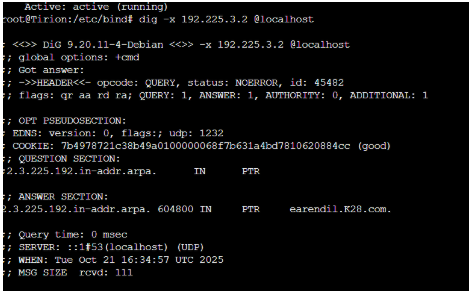 Active: active (running)
root@Tirion:/etc/bind# dig -x 192.225.3.2 @localhost
; <<>> DiG 9.20.11-4-Debian <<>> -x 192.225.3.2 @localhost
;; global options: +cmd
;; Got answer:
;; ->>HEADER<<- opcode: QUERY, status: NOERROR, id: 45482
;; flags: qr aa rd ra; QUERY: 1, ANSWER: 1, AUTHORITY: 0, ADDITIONAL: 1
;; OPT PSEUDOSECTION:
; EDNS: version: 0, flags:; udp: 1232
; COOKIE: 7b4978721c38b49a0100000068f7b631a4bd7810620884cc (good)
;; QUESTION SECTION:
;2.3.225.192.in-addr.arpa. IN PTR
;; ANSWER SECTION:
2.3.225.192.in-addr.arpa. 604800 IN PTR earendil.K28.com.
;; Query time: 0 msec
;; SERVER: ::1#53(localhost) (UDP)
;; WHEN: Tue Oct 21 16:34:57 UTC 2025
;; MSG SIZE rcvd: 111